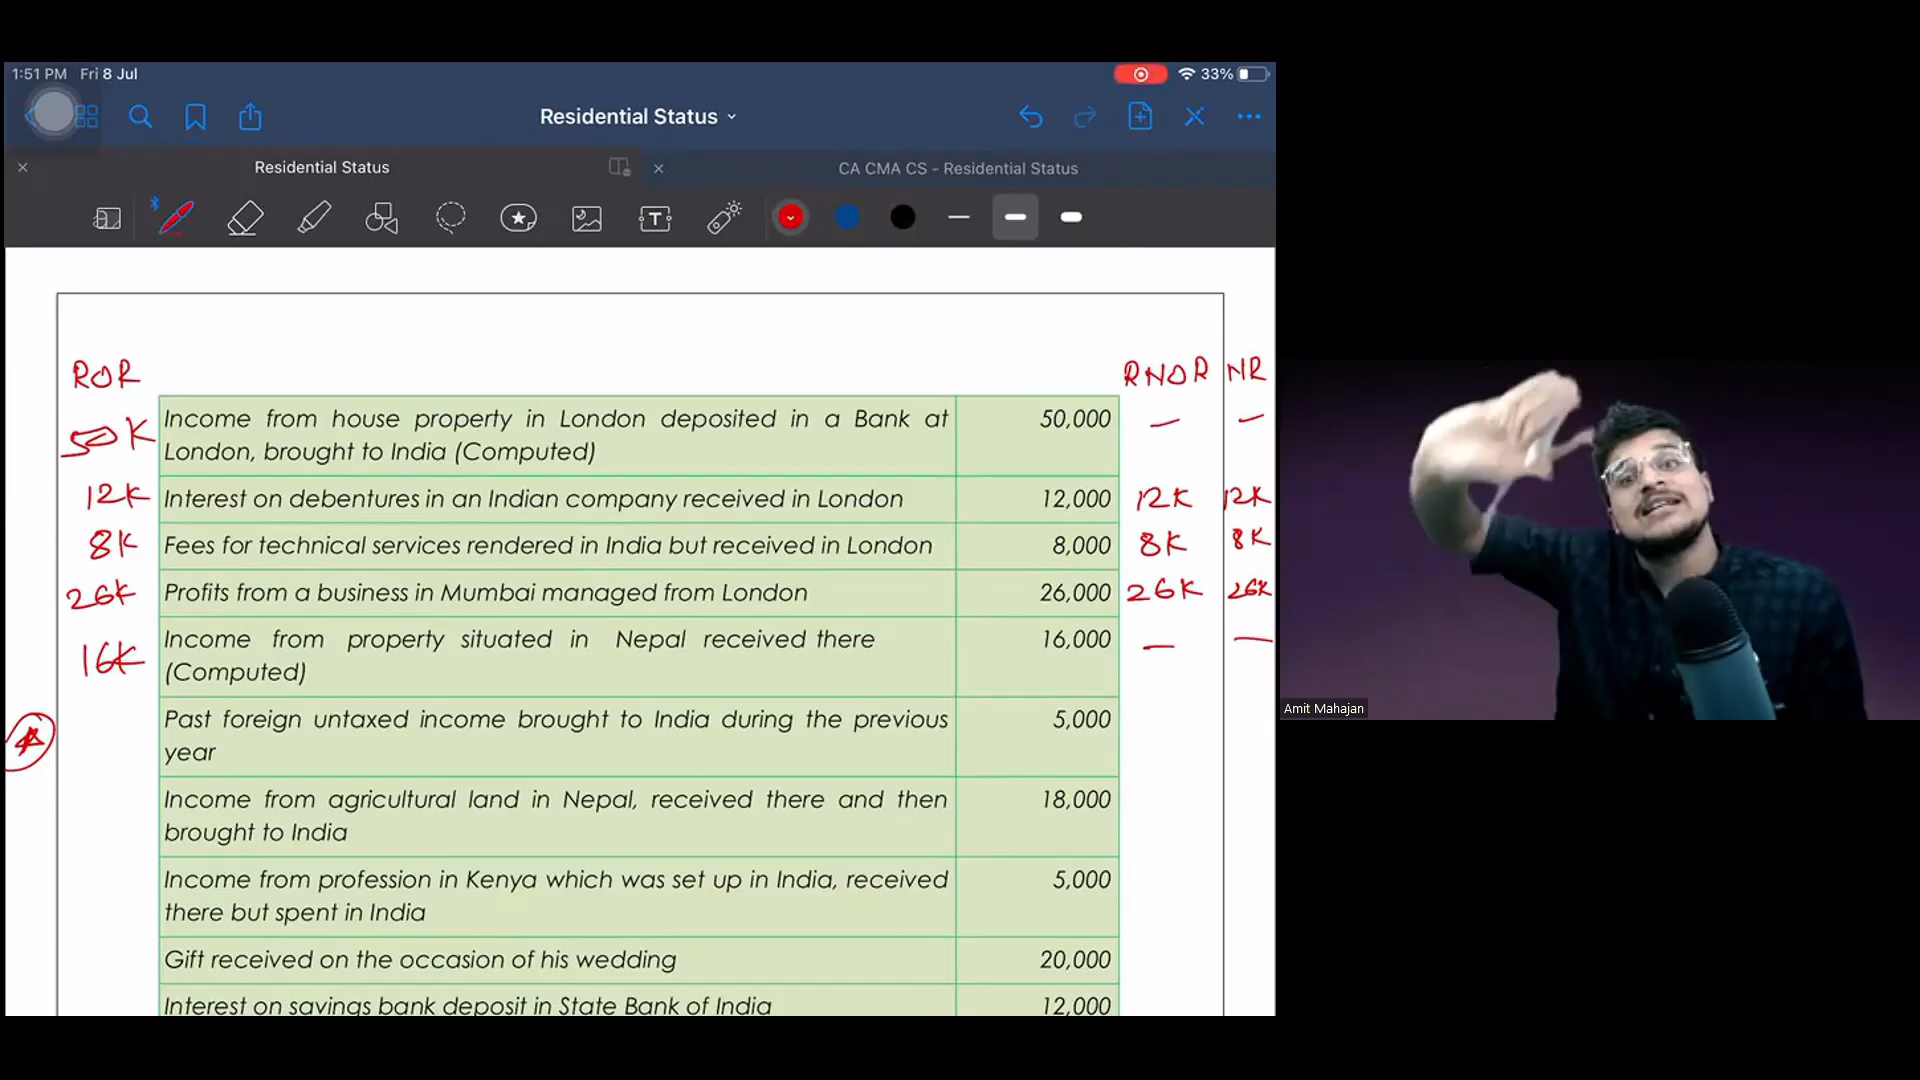 1:51 PM Fri 8 Jul 33%
Residential Status
Residential Status
CA CMA CS - Residential Status
T
ROR RNOR NR
50K Income from house property in London deposited in a Bank at 50,000 — —
London, brought to India (Computed)
12K Interest on debentures in an Indian company received in London 12,000 12K 12K
8K Fees for technical services rendered in India but received in London 8,000 8K 8K
26K Profits from a business in Mumbai managed from London 26,000 26K 26K
16K Income from property situated in Nepal received there 16,000 — —
(Computed)
Past foreign untaxed income brought to India during the previous 5,000
year
Income from agricultural land in Nepal, received there and then 18,000
brought to India
Income from profession in Kenya which was set up in India, received 5,000
there but spent in India
Gift received on the occasion of his wedding 20,000
Interest on savings bank deposit in State Bank of India 12,000
Amit Mahajan